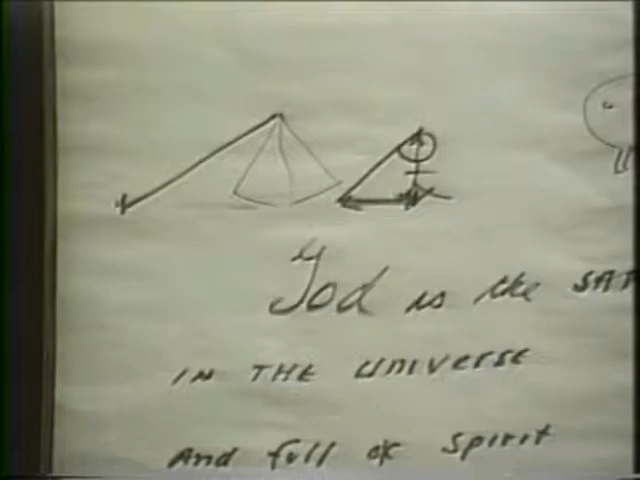 God is the
IN THE UNIVERSE
And full of Spirit